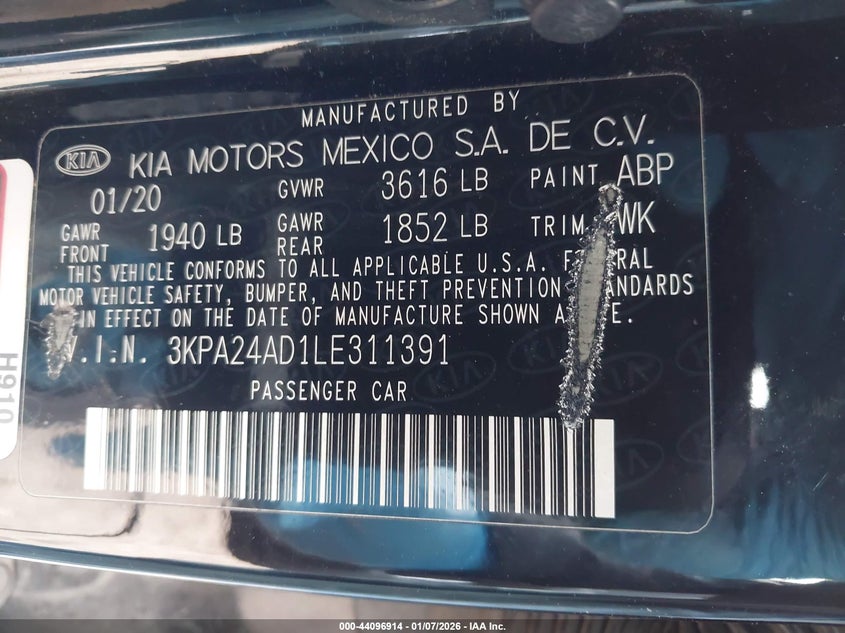 MANUFACTURED BY
KIA KIA MOTORS MEXICO S.A. DE C.V.
01/20 GVWR 3616 LB PAINT ABP
GAWR FRONT 1940 LB GAWR REAR 1852 LB TRIM WK
THIS VEHICLE CONFORMS TO ALL APPLICABLE U.S.A.
MOTOR VEHICLE SAFETY, BUMPER, AND THEFT PREVENTION
IN EFFECT ON THE DATE OF MANUFACTURE SHOWN
V.I.N. 3KPA24AD1LE311391
PASSENGER CAR
H910
000-44096914 - 01/07/2026 - IAA Inc.